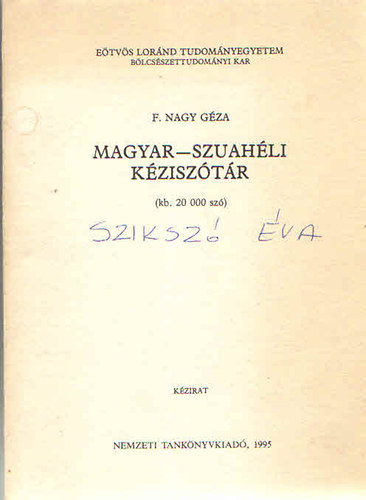 EÖTVÖS LORÁND TUDOMÁNYEGYETEM
BÖLCSÉSZETTUDOMÁNYI KAR
F. NAGY GÉZA
MAGYAR—SZUAHÉLI
KÉZISZÓTÁR
(kb. 20 000 szó)
SZIKSZÓ ÉVA
KÉZIRAT
NEMZETI TANKÖNYVKIADÓ, 1995